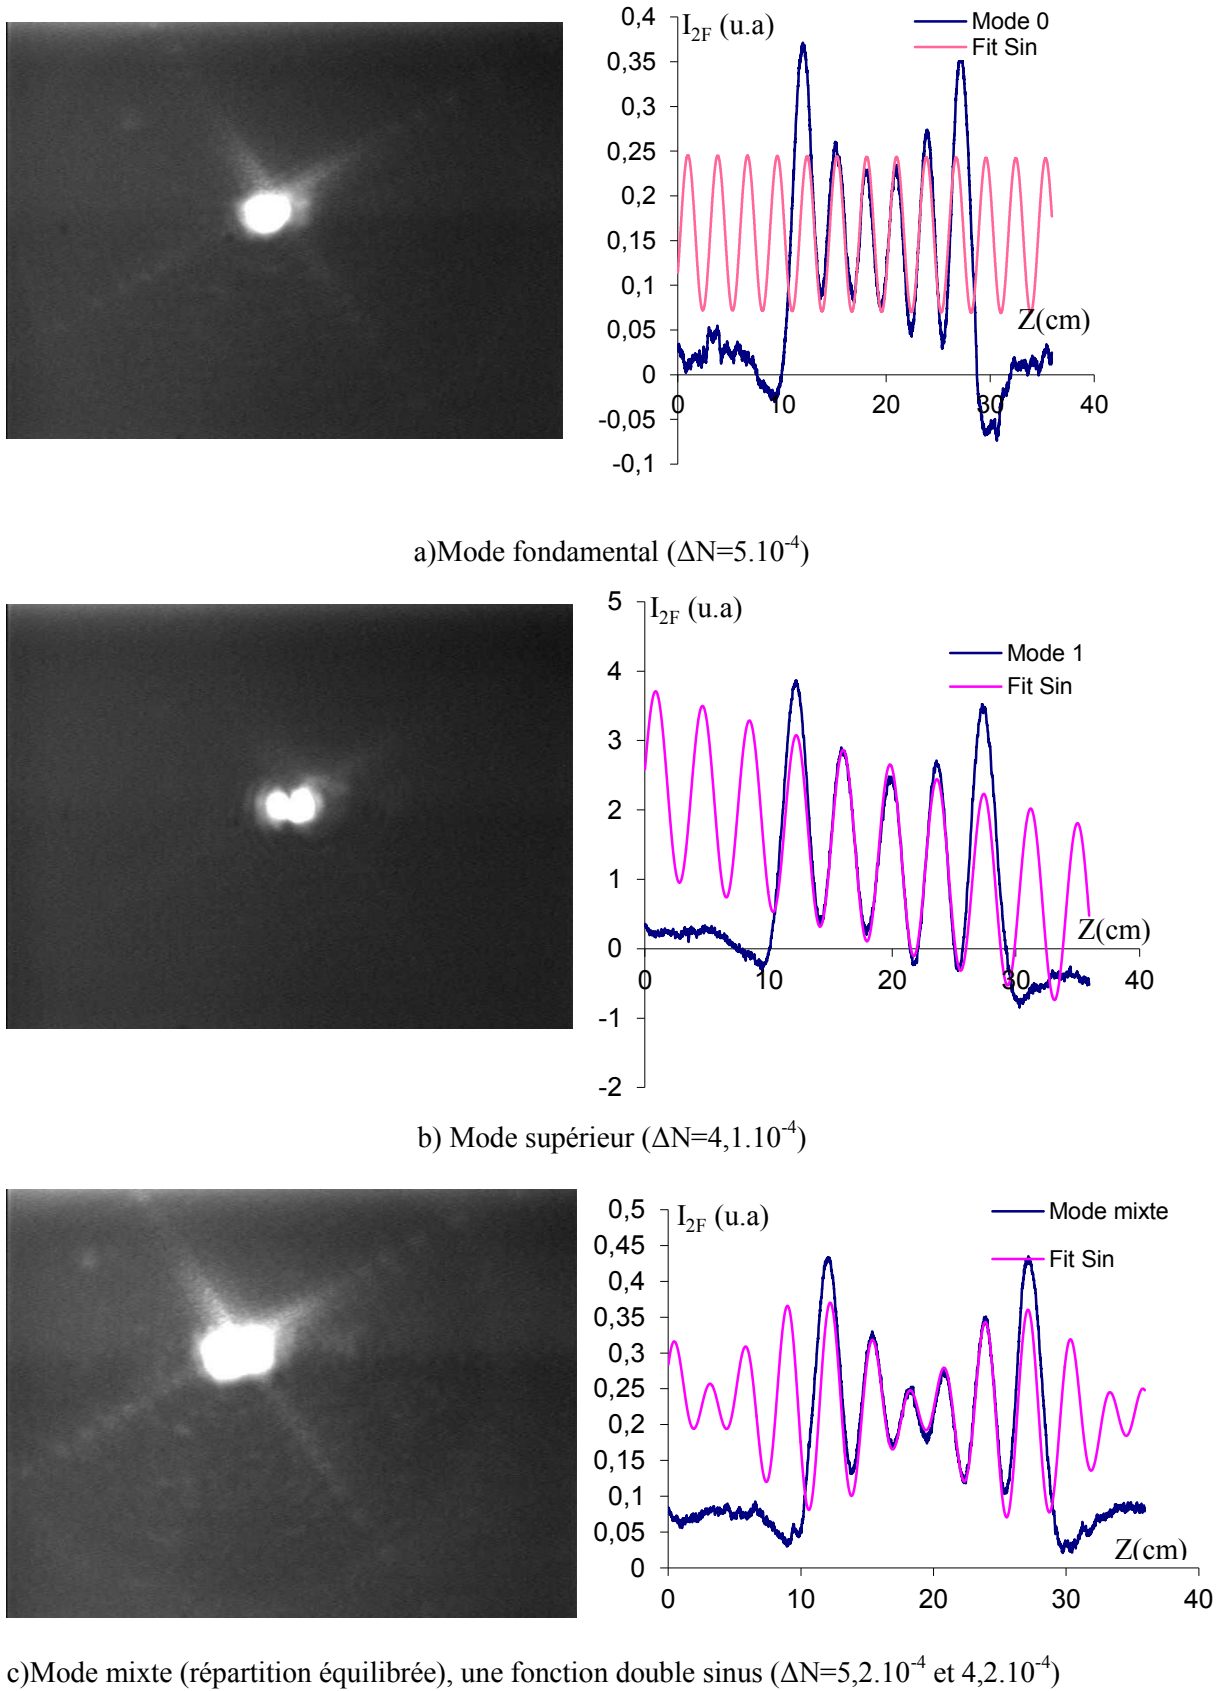 I2F (u.a)
Mode 0
Fit Sin
0,4
0,35
0,3
0,25
0,2
0,15
0,1
0,05
0
-0,05
-0,1
Z(cm)
0 10 20 30 40
a)Mode fondamental (ΔN=5.10-4)
I2F (u.a)
Mode 1
Fit Sin
5
4
3
2
1
0
-1
-2
Z(cm)
0 10 20 30 40
b) Mode supérieur (ΔN=4,1.10-4)
I2F (u.a)
Mode mixte
Fit Sin
0,5
0,45
0,4
0,35
0,3
0,25
0,2
0,15
0,1
0,05
0
Z(cm)
0 10 20 30 40
c)Mode mixte (répartition équilibrée), une fonction double sinus (ΔN=5,2.10-4 et 4,2.10-4)